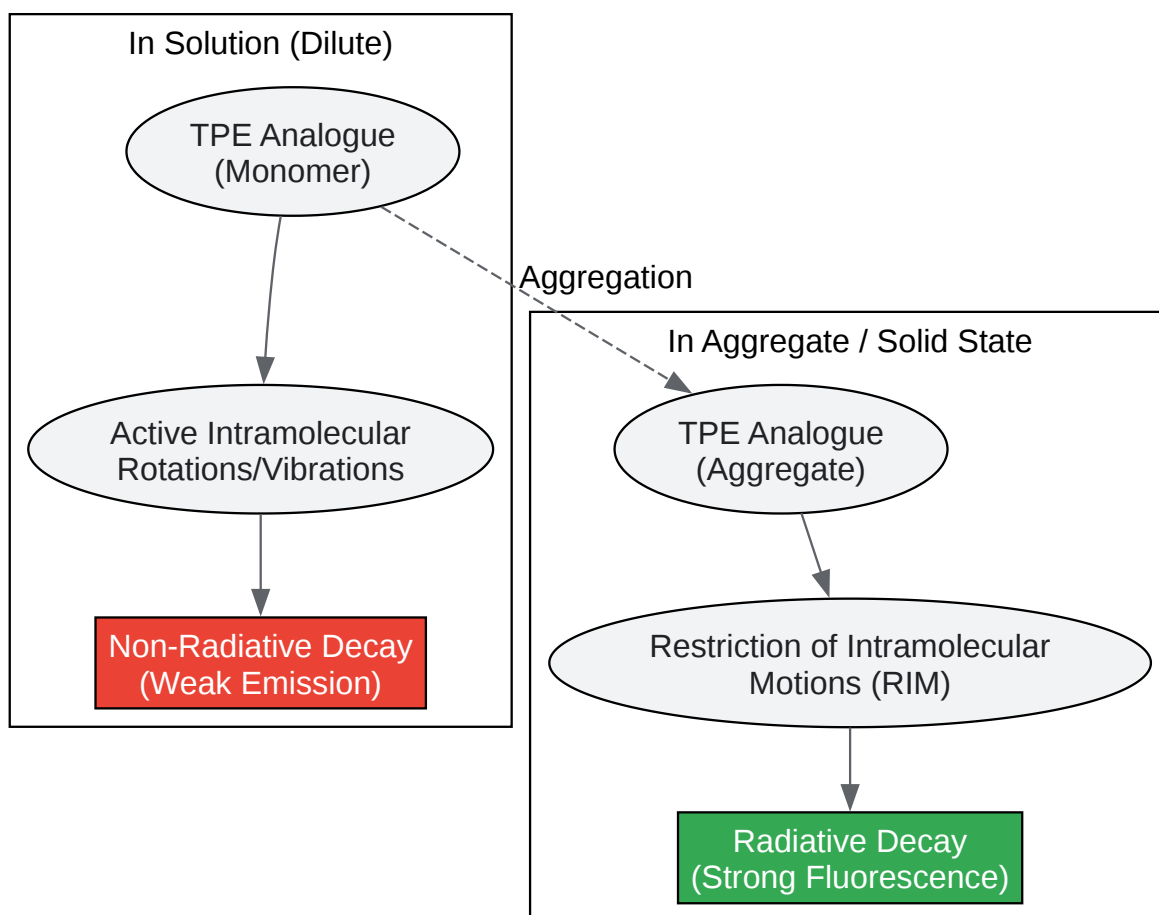 In Solution (Dilute)
TPE Analogue
(Monomer)
Active Intramolecular
Rotations/Vibrations
Non-Radiative Decay
(Weak Emission)
Aggregation
In Aggregate / Solid State
TPE Analogue
(Aggregate)
Restriction of Intramolecular
Motions (RIM)
Radiative Decay
(Strong Fluorescence)